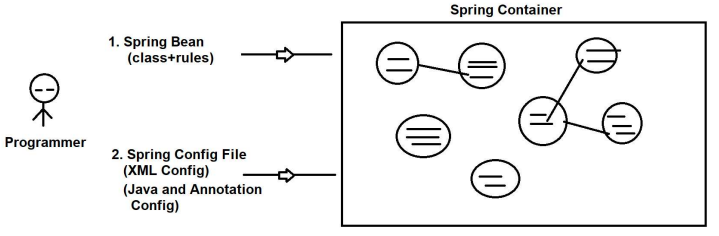 Spring Container
1. Spring Bean
(class+rules)
Programmer
2. Spring Config File
(XML Config)
(Java and Annotation
Config)